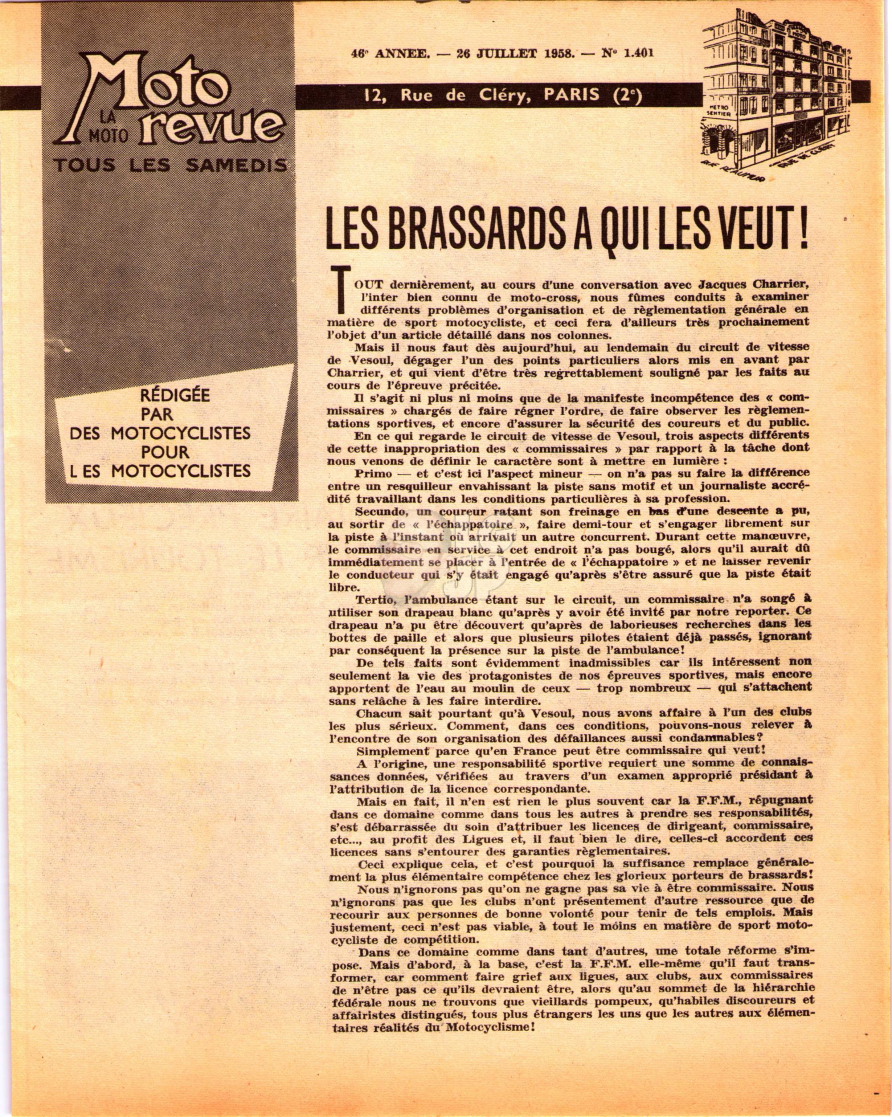 Moto
LA
MOTO revue
TOUS LES SAMEDIS
46e ANNEE. — 26 JUILLET 1958. — No 1.401
12, Rue de Cléry, PARIS (2e)
METRO
SENTIER
RUE REAUMUR
RUE DE CLERY
RÉDIGÉE
PAR
DES MOTOCYCLISTES
POUR
LES MOTOCYCLISTES
LES BRASSARDS A QUI LES VEUT!
TOUT dernièrement, au cours d'une conversation avec Jacques Charrier,
l'inter bien connu de moto-cross, nous fûmes conduits à examiner
différents problèmes d'organisation et de règlementation générale en
matière de sport motocycliste, et ceci fera d'ailleurs très prochainement
l'objet d'un article détaillé dans nos colonnes.
Mais il nous faut dès aujourd'hui, au lendemain du circuit de vitesse
de Vesoul, dégager l'un des points particuliers alors mis en avant par
Charrier, et qui vient d'être très regrettablement souligné par les faits au
cours de l'épreuve précitée.
Il s'agit ni plus ni moins que de la manifeste incompétence des « com-
missaires » chargés de faire régner l'ordre, de faire observer les règlemen-
tations sportives, et encore d'assurer la sécurité des coureurs et du public.
En ce qui regarde le circuit de vitesse de Vesoul, trois aspects différents
de cette inappropriation des « commissaires » par rapport à la tâche dont
nous venons de définir le caractère sont à mettre en lumière :
Primo — et c'est ici l'aspect mineur — on n'a pas su faire la différence
entre un resquilleur envahissant la piste sans motif et un journaliste accré-
dité travaillant dans les conditions particulières à sa profession.
Secundo, un coureur ratant son freinage en bas d'une descente a pu,
au sortir de « l'échappatoire », faire demi-tour et s'engager librement sur
la piste à l'instant où arrivait un autre concurrent. Durant cette manœuvre,
le commissaire en service à cet endroit n'a pas bougé, alors qu'il aurait dû
immédiatement se placer à l'entrée de « l'échappatoire » et ne laisser revenir
le conducteur qui s'y était engagé qu'après s'être assuré que la piste était
libre.
Tertio, l'ambulance étant sur le circuit, un commissaire n'a songé à
utiliser son drapeau blanc qu'après y avoir été invité par notre reporter. Ce
drapeau n'a pu être découvert qu'après de laborieuses recherches dans les
bottes de paille et alors que plusieurs pilotes étaient déjà passés, ignorant
par conséquent la présence sur la piste de l'ambulance!
De tels faits sont évidemment inadmissibles car ils intéressent non
seulement la vie des protagonistes de nos épreuves sportives, mais encore
apportent de l'eau au moulin de ceux — trop nombreux — qui s'attachent
sans relâche à les faire interdire.
Chacun sait pourtant qu'à Vesoul, nous avons affaire à l'un des clubs
les plus sérieux. Comment, dans ces conditions, pouvons-nous relever à
l'encontre de son organisation des défaillances aussi condamnables?
Simplement parce qu'en France peut être commissaire qui veut!
A l'origine, une responsabilité sportive requiert une somme de connais-
sances données, vérifiées au travers d'un examen approprié présidant à
l'attribution de la licence correspondante.
Mais en fait, il n'en est rien le plus souvent car la F.F.M., répugnant
dans ce domaine comme dans tous les autres à prendre ses responsabilités,
s'est débarrassée du soin d'attribuer les licences de dirigeant, commissaire,
etc..., au profit des Ligues et, il faut bien le dire, celles-ci accordent ces
licences sans s'entourer des garanties règlementaires.
Ceci explique cela, et c'est pourquoi la suffisance remplace générale-
ment la plus élémentaire compétence chez les glorieux porteurs de brassards!
Nous n'ignorons pas qu'on ne gagne pas sa vie à être commissaire. Nous
n'ignorons pas que les clubs n'ont présentement d'autre ressource que de
recourir aux personnes de bonne volonté pour tenir de tels emplois. Mais
justement, ceci n'est pas viable, à tout le moins en matière de sport moto-
cycliste de compétition.
Dans ce domaine comme dans tant d'autres, une totale réforme s'im-
pose. Mais d'abord, à la base, c'est la F.F.M. elle-même qu'il faut trans-
former, car comment faire grief aux ligues, aux clubs, aux commissaires
de n'être pas ce qu'ils devraient être, alors qu'au sommet de la hiérarchie
fédérale nous ne trouvons que vieillards pompeux, qu'habiles discoureurs et
affairistes distingués, tous plus étrangers les uns que les autres aux élémen-
taires réalités du Motocyclisme!